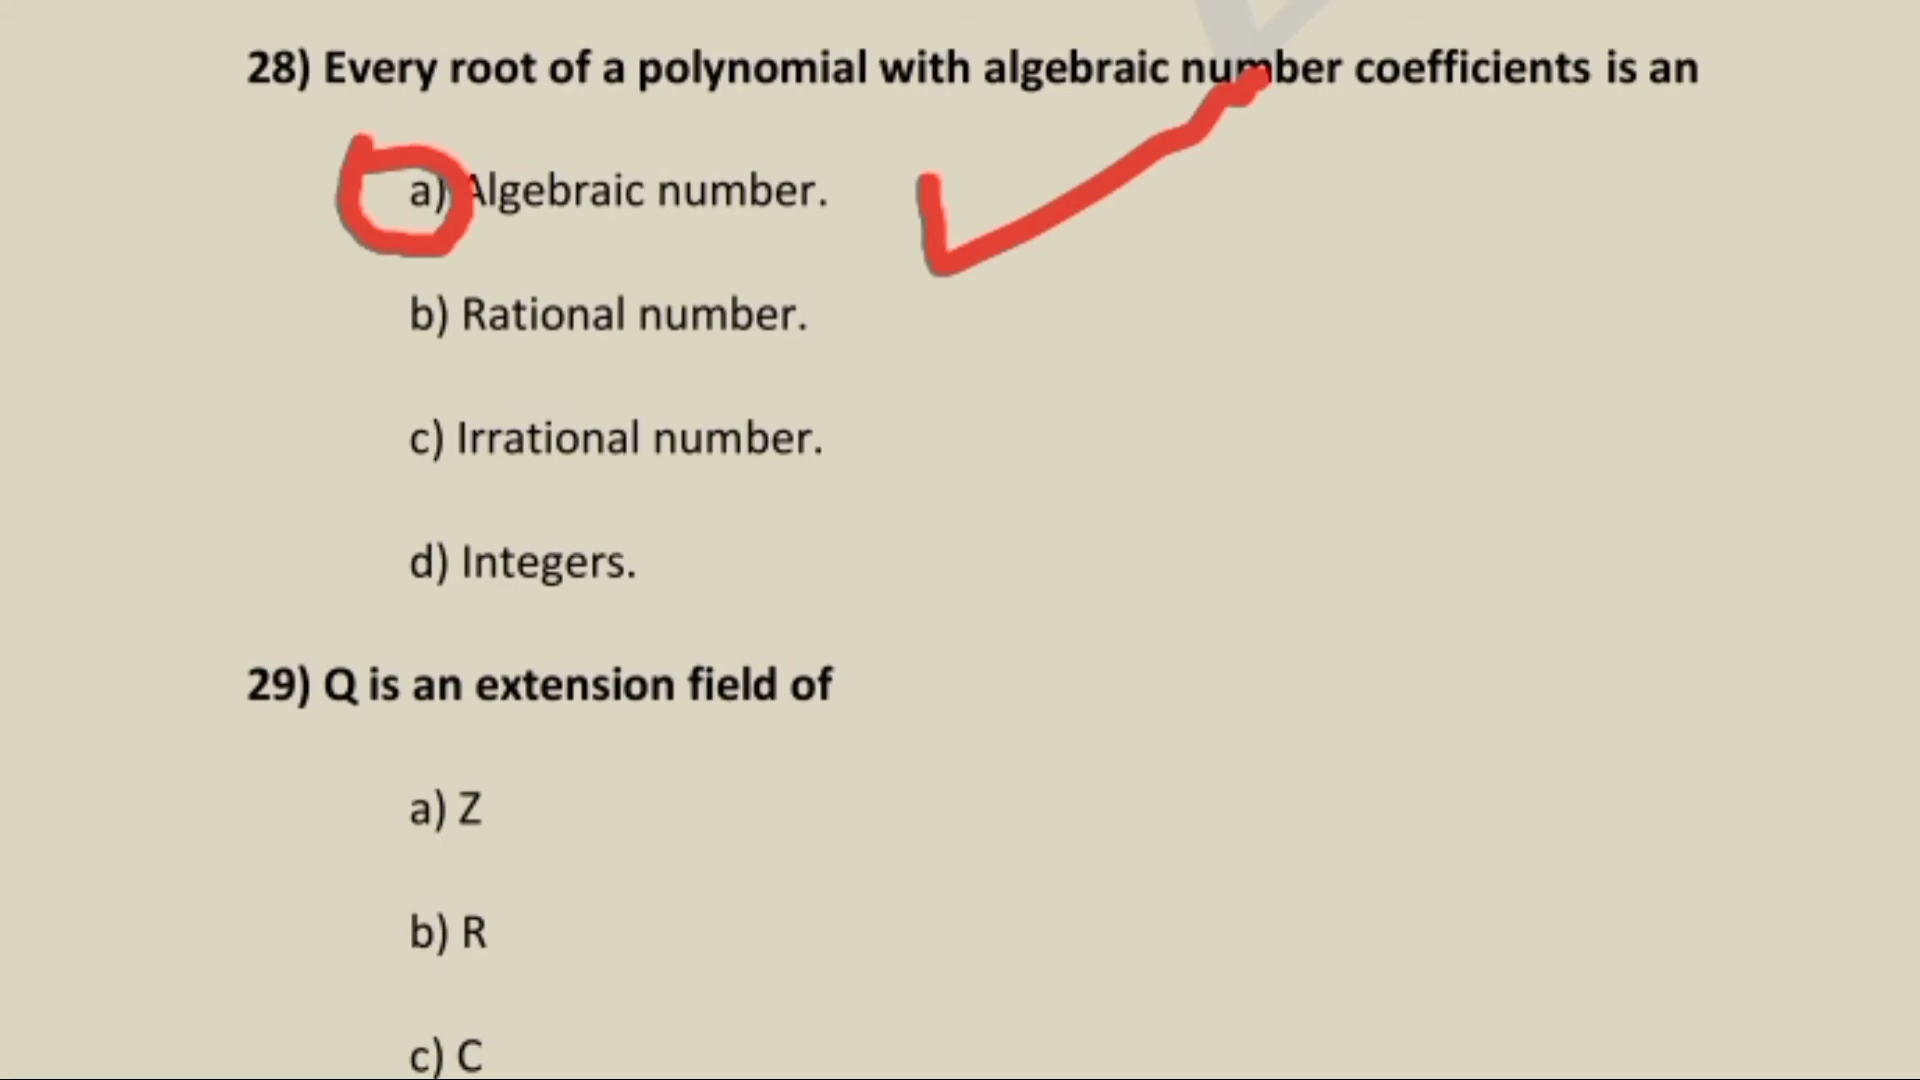 28) Every root of a polynomial with algebraic number coefficients is an
a) Algebraic number.
b) Rational number.
c) Irrational number.
d) Integers.
29) Q is an extension field of
a) Z
b) R
c) C